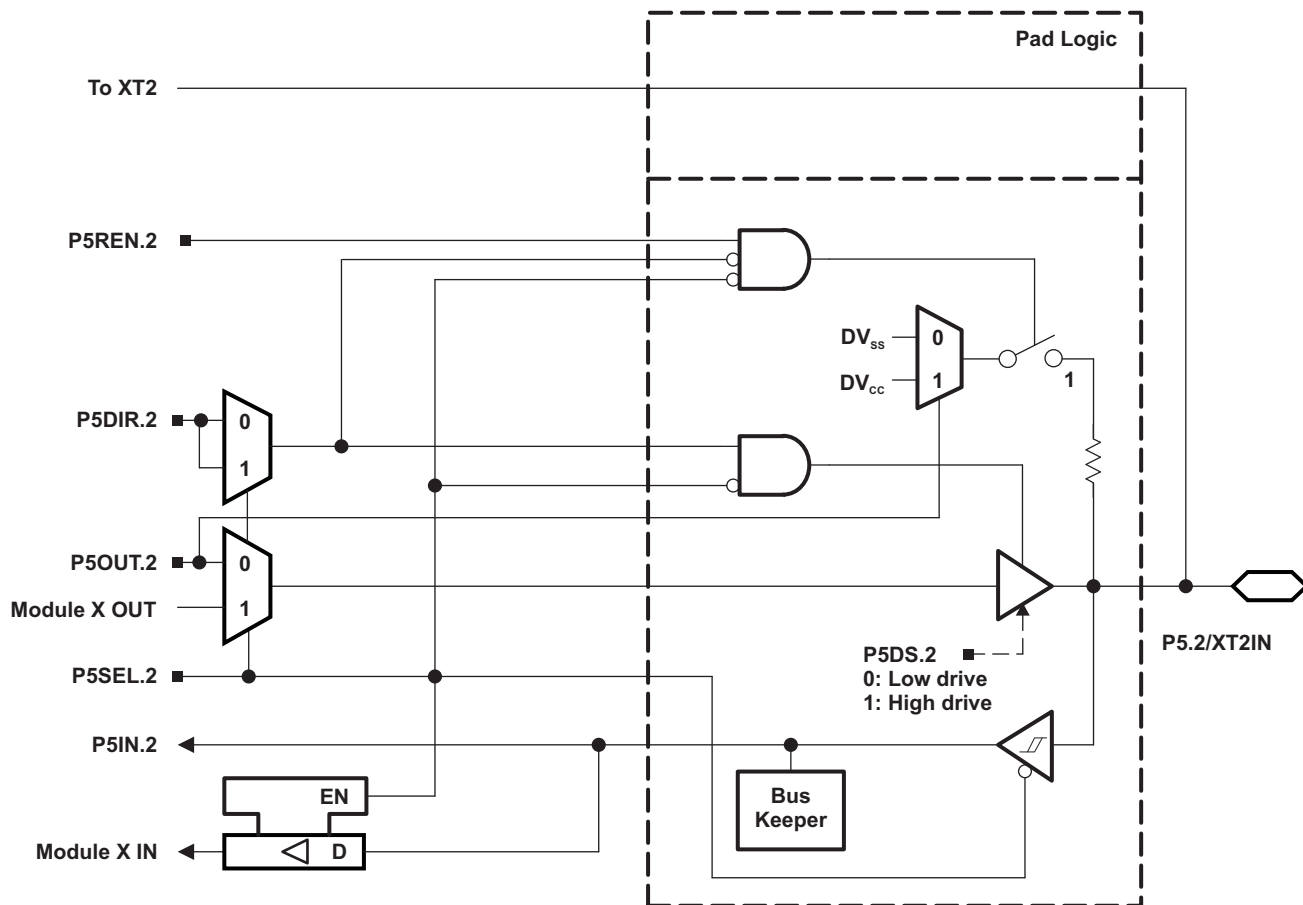 Pad Logic
To XT2
P5REN.2
DVSS
0
DVCC
1
1
P5DIR.2
0
1
P5OUT.2
0
Module X OUT
1
P5SEL.2
P5DS.2
0: Low drive
1: High drive
P5.2/XT2IN
P5IN.2
EN
Bus
Keeper
Module X IN
D